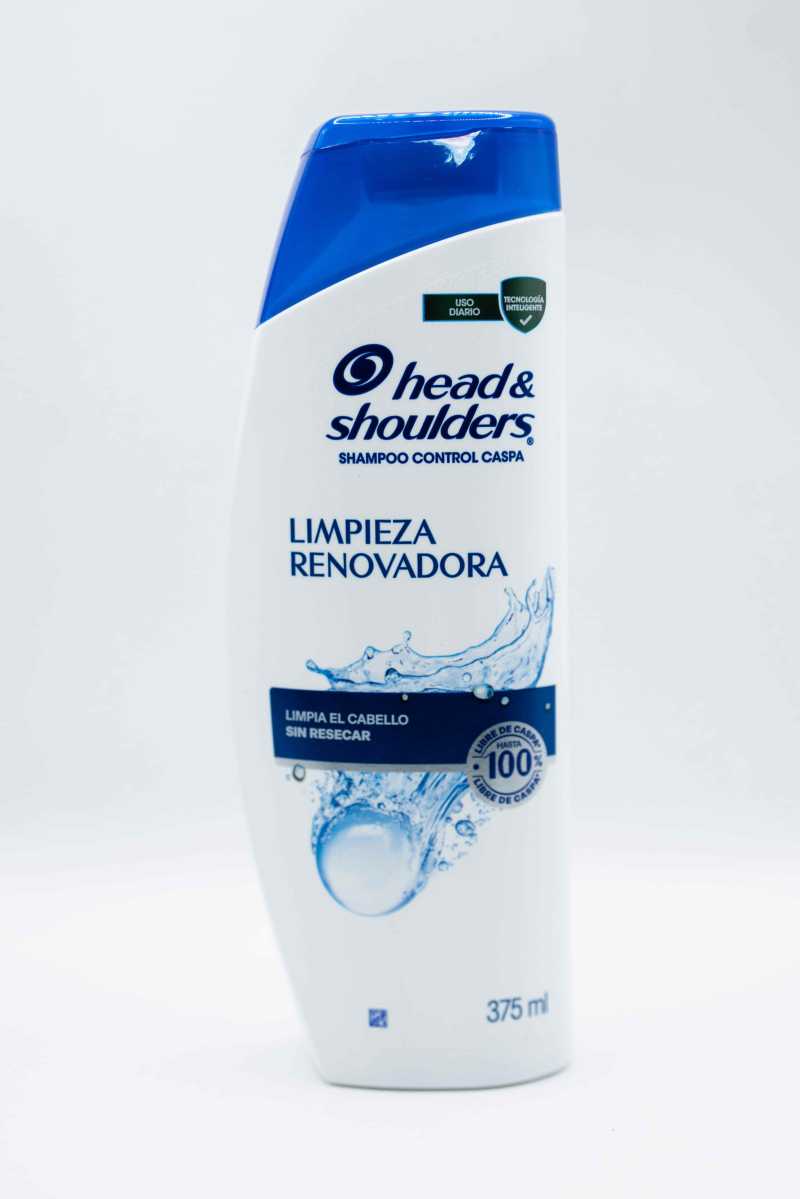 USO
DIARIO
TECNOLOGÍA
INTELIGENTE
head &
shoulders®
SHAMPOO CONTROL CASPA
LIMPIEZA
RENOVADORA
LIMPIA EL CABELLO
SIN RESECAR
LIBRE DE CASPA*
HASTA
100
LIBRE DE CASPA*
375 ml